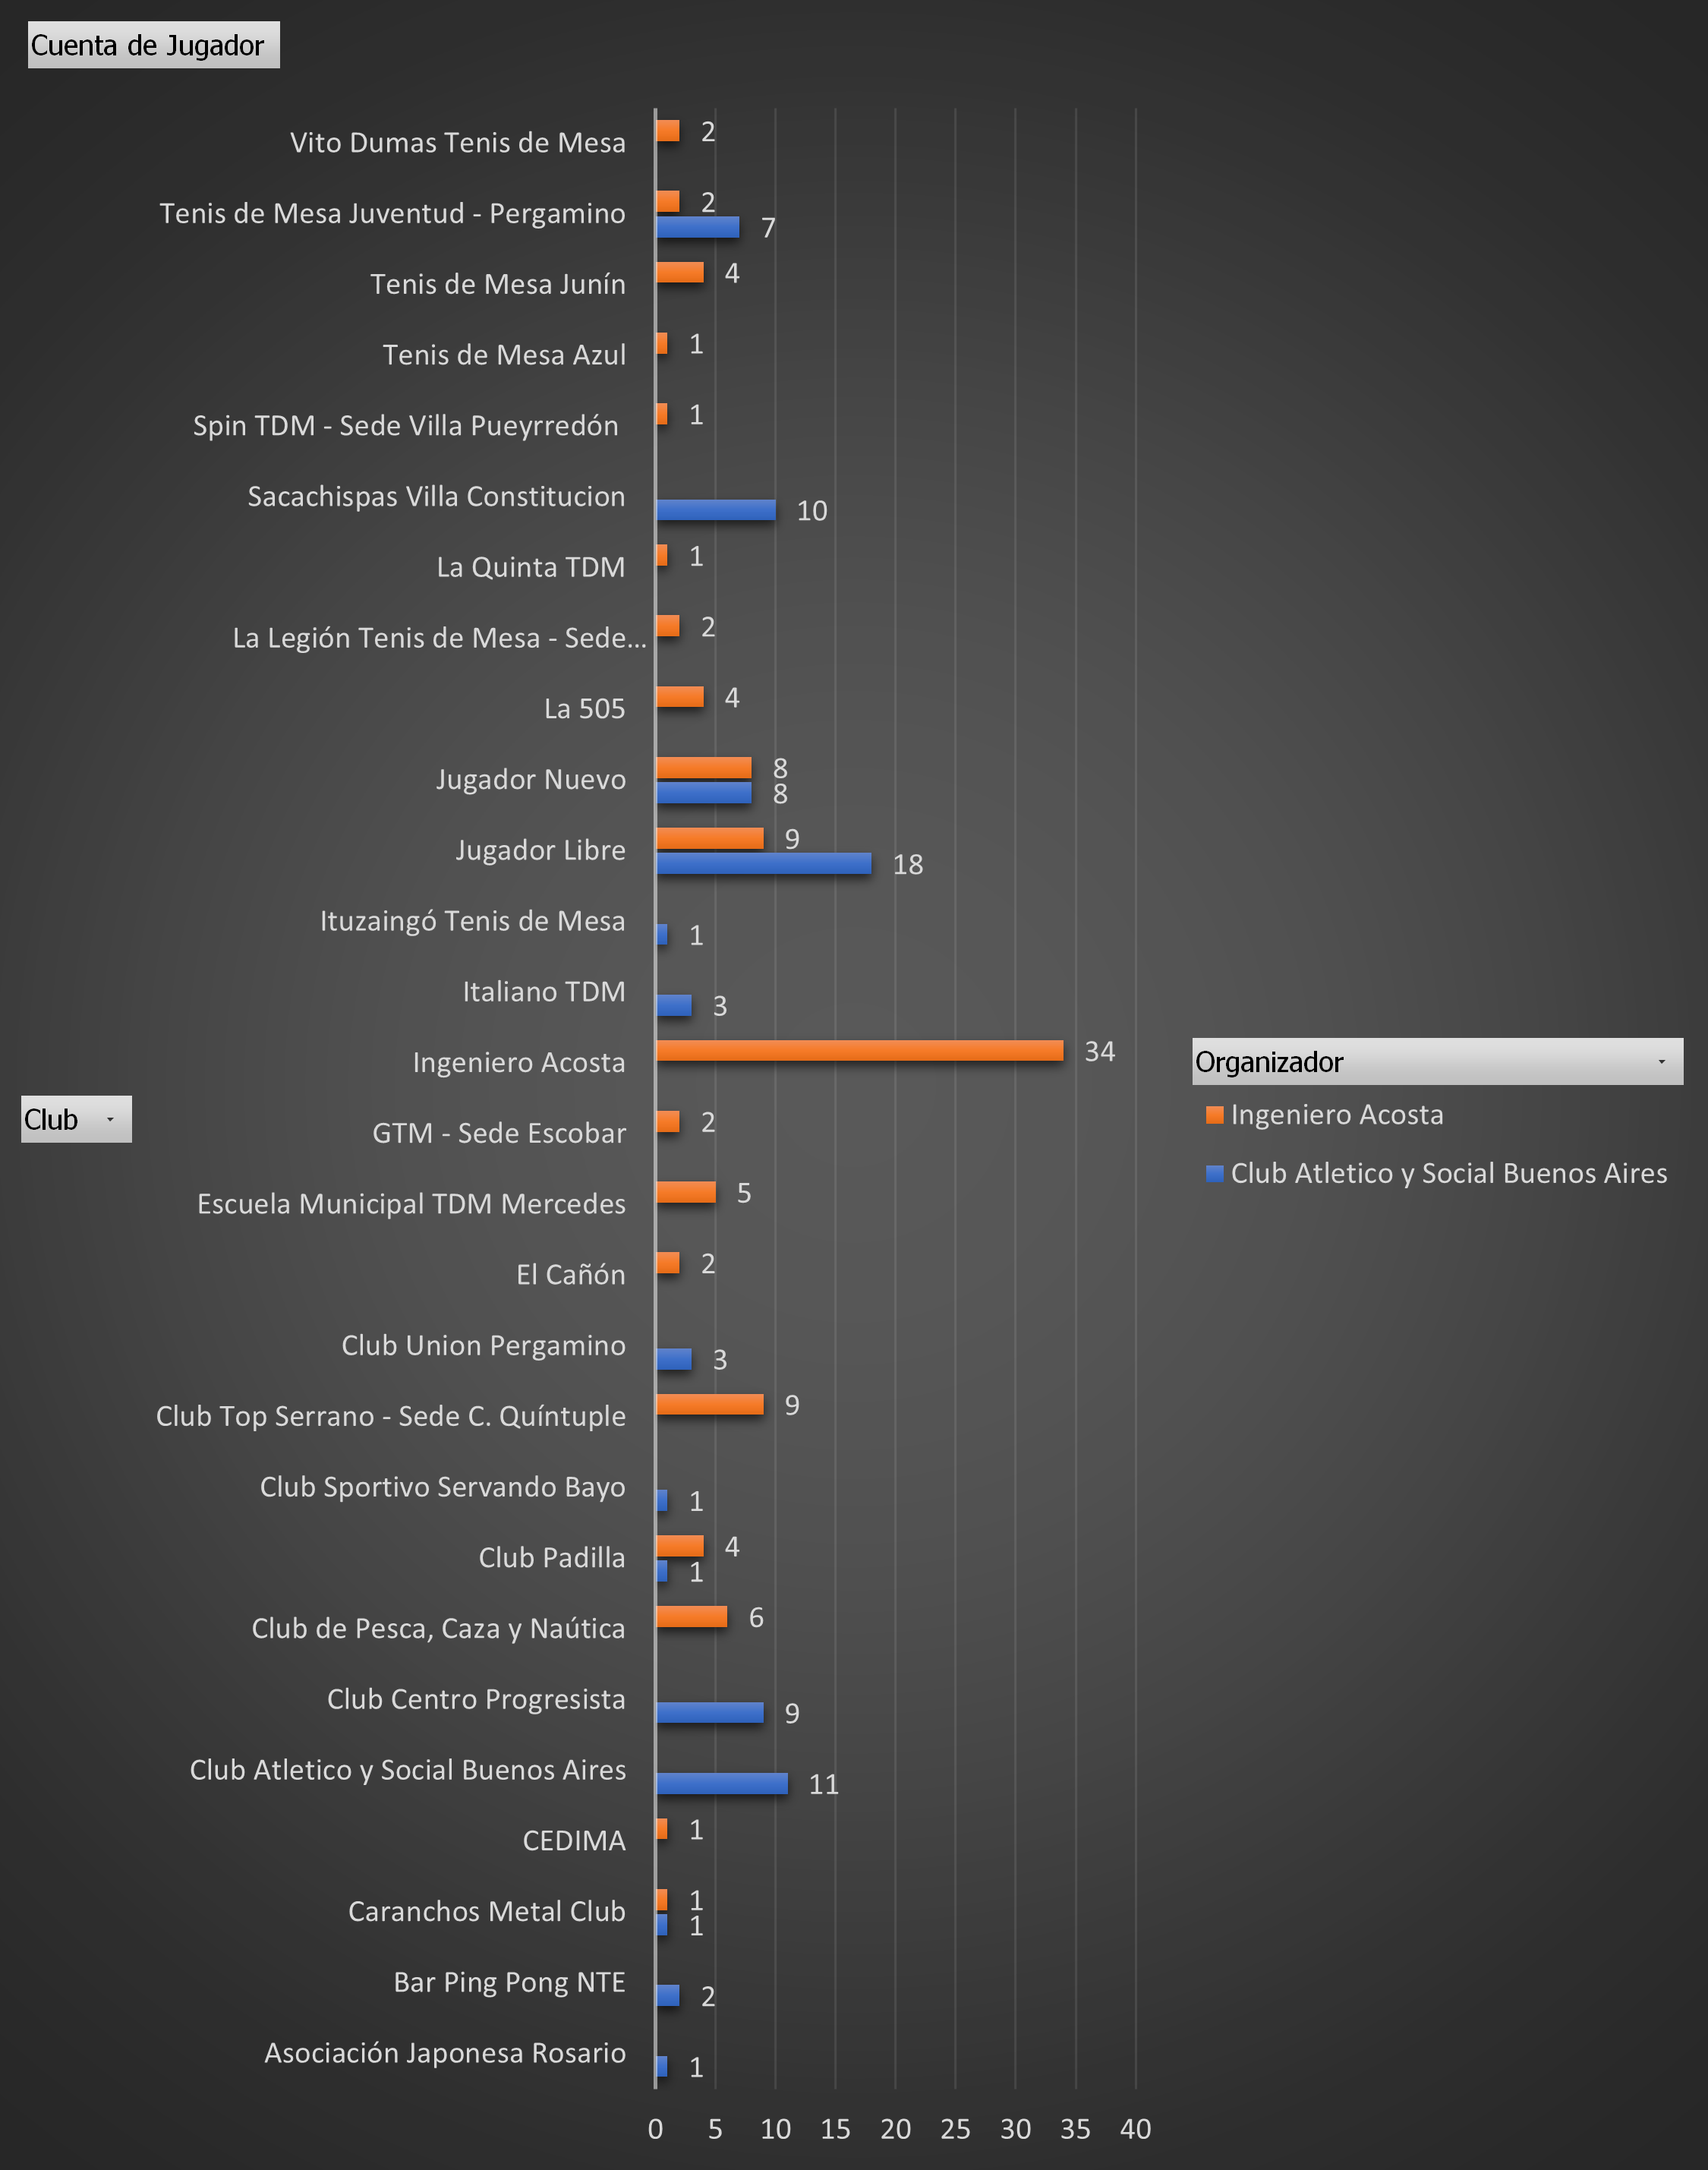 Cuenta de Jugador
Vito Dumas Tenis de Mesa
2
Tenis de Mesa Juventud - Pergamino
2
7
Tenis de Mesa Junín
4
Tenis de Mesa Azul
1
Spin TDM - Sede Villa Pueyrredón
1
Sacachispas Villa Constitucion
10
La Quinta TDM
1
La Legión Tenis de Mesa - Sede...
2
La 505
4
Jugador Nuevo
8
8
Jugador Libre
9
18
Ituzaingó Tenis de Mesa
1
Italiano TDM
3
Ingeniero Acosta
34
GTM - Sede Escobar
2
Escuela Municipal TDM Mercedes
5
El Cañón
2
Club Union Pergamino
3
Club Top Serrano - Sede C. Quíntuple
9
Club Sportivo Servando Bayo
1
Club Padilla
4
1
Club de Pesca, Caza y Naútica
6
Club Centro Progresista
9
Club Atletico y Social Buenos Aires
11
CEDIMA
1
Caranchos Metal Club
1
1
Bar Ping Pong NTE
2
Asociación Japonesa Rosario
1
0 5 10 15 20 25 30 35 40
Club
Organizador
Ingeniero Acosta
Club Atletico y Social Buenos Aires